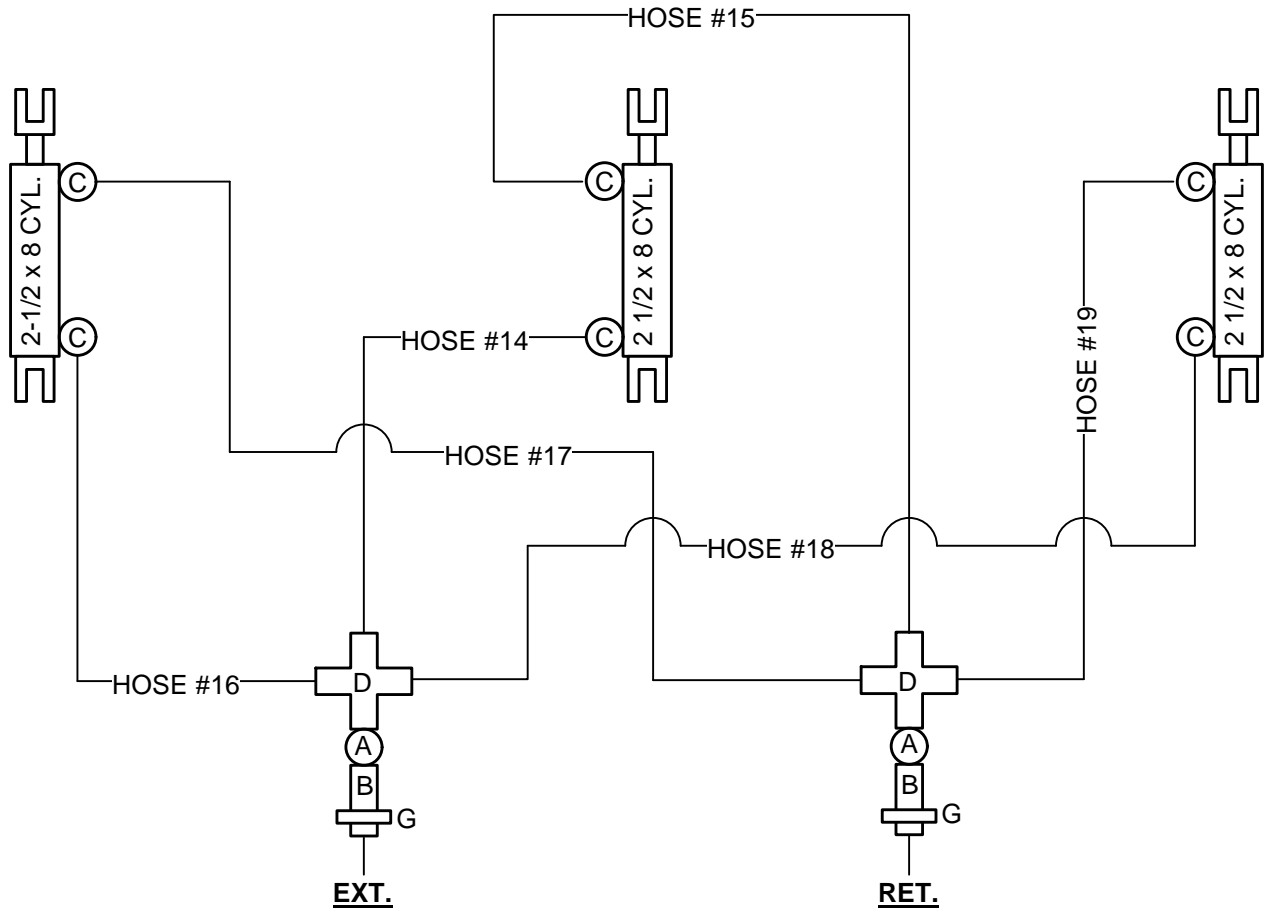 HOSE #15
C
C
C
2-1/2 x 8 CYL.
2 1/2 x 8 CYL.
2 1/2 x 8 CYL.
C
HOSE #14
C
C
HOSE #19
HOSE #17
HOSE #18
HOSE #16
D
D
A
A
B
B
G
G
EXT.
RET.